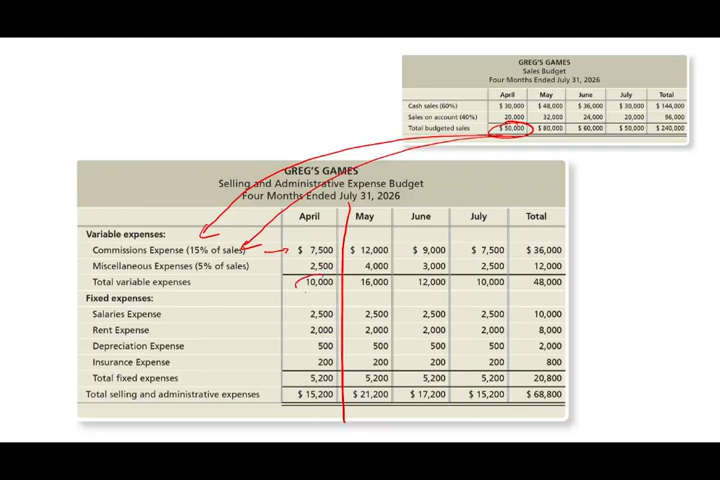 GREG'S GAMES
Sales Budget
Four Months Ended July 31, 2026
April May June July Total
Cash sales (60%) $ 30,000 $ 48,000 $ 36,000 $ 30,000 $ 144,000
Sales on account (40%) 20,000 32,000 24,000 20,000 96,000
Total budgeted sales $ 50,000 $ 80,000 $ 60,000 $ 50,000 $ 240,000
GREG'S GAMES
Selling and Administrative Expense Budget
Four Months Ended July 31, 2026
April May June July Total
Variable expenses:
Commissions Expense (15% of sales) $ 7,500 $ 12,000 $ 9,000 $ 7,500 $ 36,000
Miscellaneous Expenses (5% of sales) 2,500 4,000 3,000 2,500 12,000
Total variable expenses 10,000 16,000 12,000 10,000 48,000
Fixed expenses:
Salaries Expense 2,500 2,500 2,500 2,500 10,000
Rent Expense 2,000 2,000 2,000 2,000 8,000
Depreciation Expense 500 500 500 500 2,000
Insurance Expense 200 200 200 200 800
Total fixed expenses 5,200 5,200 5,200 5,200 20,800
Total selling and administrative expenses $ 15,200 $ 21,200 $ 17,200 $ 15,200 $ 68,800